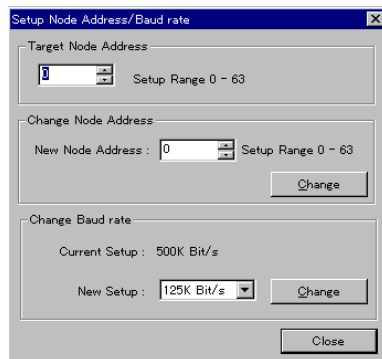 Setup Node Address/Baud rate
Target Node Address
0 Setup Range 0 - 63
Change Node Address
New Node Address : 0 Setup Range 0 - 63
Change
Change Baud rate
Current Setup : 500K Bit/s
New Setup : 125K Bit/s Change
Close